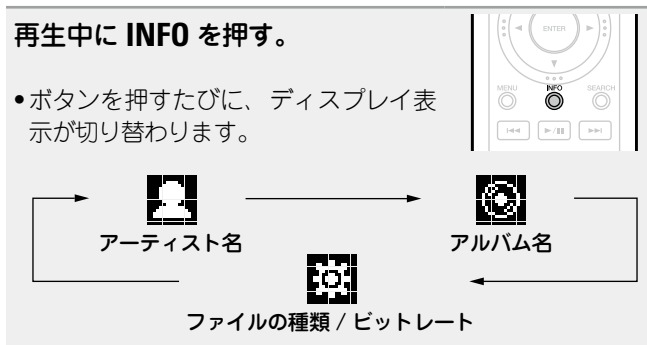 再生中に INFO を押す。
•ボタンを押すたびに、ディスプレイ表
示が切り替わります。
ENTER
MENU
INFO
SEARCH
アーティスト名
アルバム名
ファイルの種類 / ビットレート